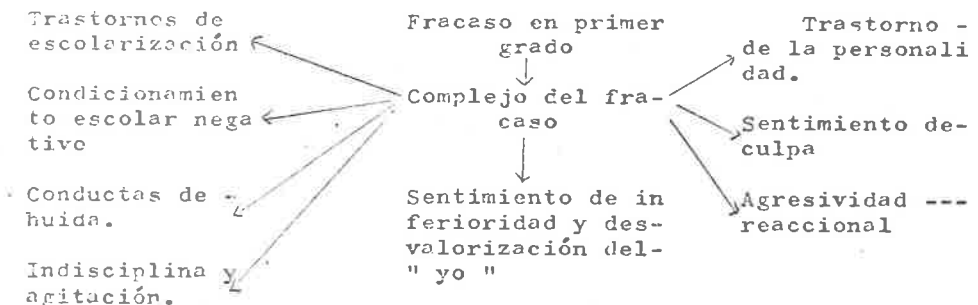 Trastornos de
escolarización
Condicionamien
to escolar nega
tivo
Conductas de -
huida.
Indisciplina y
agitación.
Fracaso en primer
grado
Complejo del fra-
caso
Sentimiento de in
ferioridad y des-
valorización del-
" yo "
Trastorno -
de la personali
dad.
Sentimiento de-
culpa
Agresividad ---
reaccional